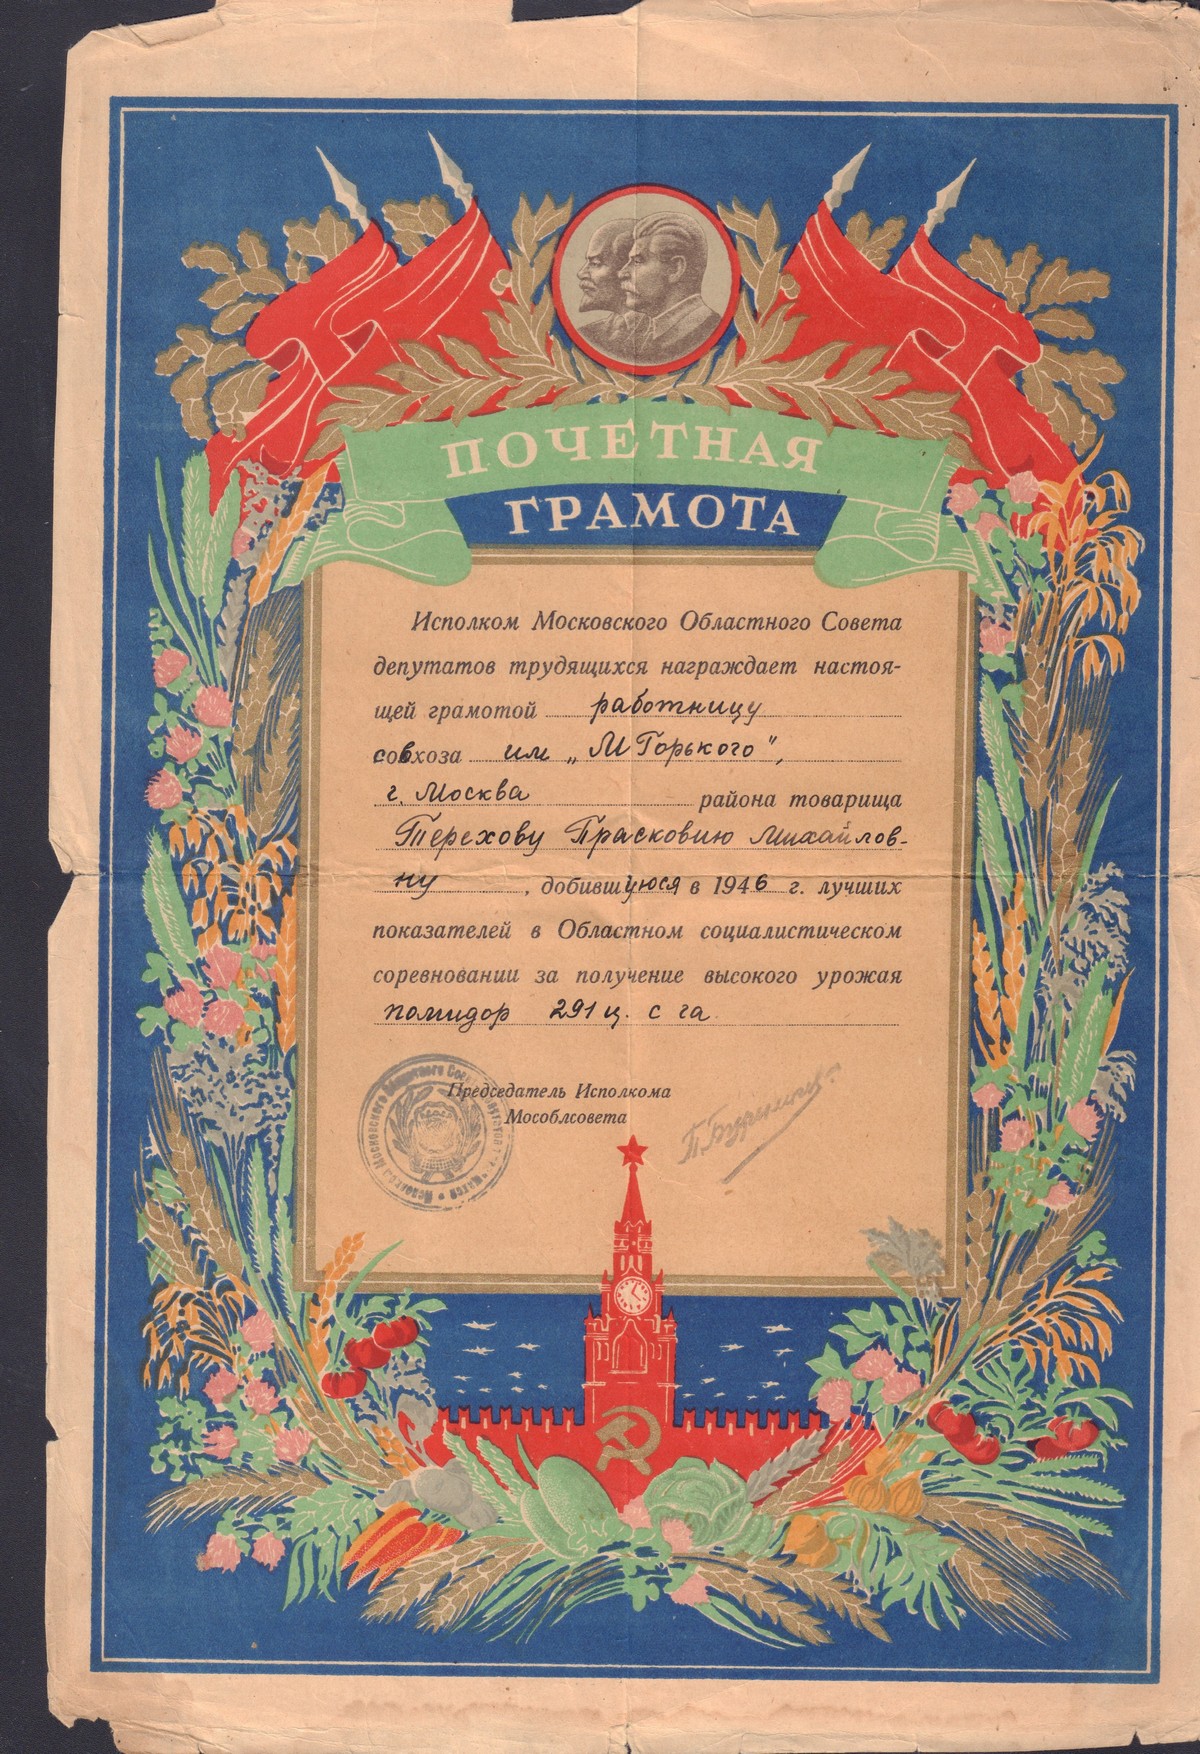 ПОЧЕТНАЯ
ГРАМОТА
Исполком Московского Областного Совета
депутатов трудящихся награждает настоя-
щей грамотой работницу
совхоза им „М Горького",
г. Москва района товарища
Терехову Прасковию Михайлов-
ну, добившуюся в 1946 г. лучших
показателей в Областном социалистическом
соревновании за получение высокого урожая
помидор 291 ц. с га
Председатель Исполкома
Мособлсовета